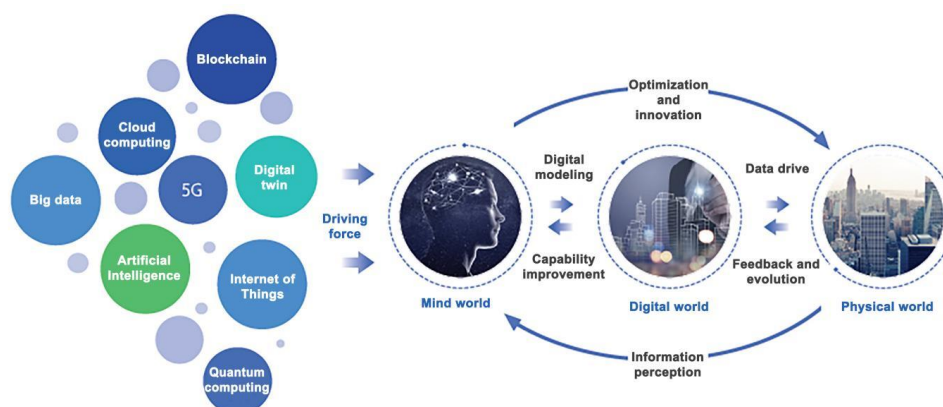 Blockchain
Cloud
computing
5G
Digital
twin
Big data
Artificial
Intelligence
Internet of
Things
Quantum
computing
Driving
force
Optimization
and
innovation
Digital
modeling
Data drive
Capability
improvement
Feedback and
evolution
Mind world
Digital world
Physical world
Information
perception